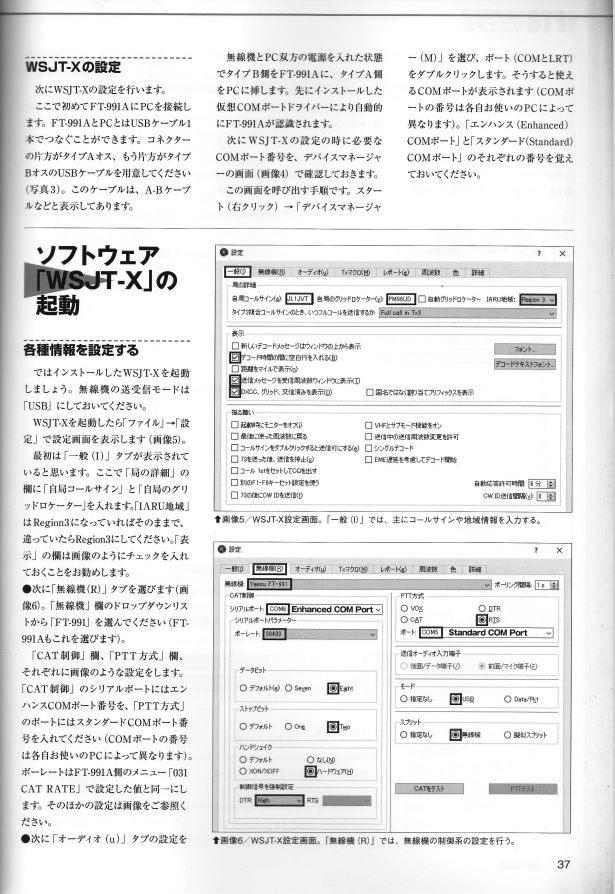 WSJT-Xの設定
次にWSJT-Xの設定を行います。
ここで初めてFT-991AにPCを接続し
ます。FT-991AとPCとはUSBケーブル1
本でつなぐことができます。コネクター
の片方がタイプAオス、もう片方がタイプ
BオスのUSBケーブルを用意してください
(写真3)。このケーブルは、A-Bケーブ
ルなどと表示してあります。
無線機とPC双方の電源を入れた状態
でタイプB側をFT-991Aに、タイプA側
をPCに挿します。先にインストールした
仮想COMポートドライバーにより自動的
にFT-991Aが認識されます。
次にWSJT-Xの設定の時に必要な
COMポート番号を、デバイスマネージャ
ーの画面(画像4)で確認しておきます。
この画面を呼び出す手順です。スター
ト(右クリック)→「デバイスマネージャ
ー(M)」を選び、ポート(COMとLRT)
をダブルクリックします。そうすると使え
るCOMポートが表示されます(COMポ
ートの番号は各自お使いのPCによって
異なります)。「エンハンス(Enhanced)
COMポート」と「スタンダード(Standard)
COMポート」のそれぞれの番号を覚え
ておいてください。
ソフトウェア
「WSJT-X」の
起動
各種情報を設定する
ではインストールしたWSJT-Xを起動
しましょう。無線機の送受信モードは
「USB」にしておいてください。
WSJT-Xを起動したら「ファイル」→「設
定」で設定画面を表示します(画像5)。
最初は「一般(I)」タブが表示されて
いると思います。ここで「局の詳細」の
欄に「自局コールサイン」と「自局のグリ
ッドロケーター」を入れます。「IARU地域」
はRegion3になっていればそのままで、
違っていたらRegion3にしてください。「表
示」の欄は画像のようにチェックを入れ
ておくことをお勧めします。
●次に「無線機(R)」タブを選びます(画
像6)。「無線機」欄のドロップダウンリス
トから「FT-991」を選んでください(FT-
991Aもこれを選びます)。
「CAT制御」欄、「PTT方式」欄、
それぞれに画像のような設定をします。
「CAT制御」のシリアルポートにはエン
ハンスCOMポート番号を、「PTT方式」
のポートにはスタンダードCOMポート番
号を入れてください(COMポートの番号
は各自お使いのPCによって異なります)。
ボーレートはFT-991A側のメニュー「031
CAT RATE」で設定した値と同一にし
ます。そのほかの設定は画像をご参照く
ださい。
●次に「オーディオ(u)」タブの設定を
設定 ? ×
一般(I) 無線機(R) オーディオ(u) Txマクロ(M) レポート(g) 周波数 色 詳細
局の詳細
自局コールサイン(a): JL1JVT 自局のグリッドロケーター(y): PM96UD 自動グリッドロケーター IARU地域: Region 3
タイプ2複合コールサインのとき、いつフルコールを送信するか Full call in Tx3
表示
新しいデコードメッセージはウィンドウの上から表示
デコード時間の間に空白行を入れる(B)
距離をマイルで表示(s)
送信メッセージを受信周波数ウィンドウに表示(T)
DXCC、グリッド、交信済みを表示(D) 国名ではなく割り当てプリフィックスを表示
フォント...
デコードテキストフォント...
振る舞い
起動時にモニターをオフ(i) VHFとサブモード機能をオン
最後に使った周波数に戻る 送信中の送信周波数変更を許可
コールサインをダブルクリックすると送信可にする(e) シングルデコード
73を送った後、送信を停止(g) EME遅延を考慮してデコード開始
コール 1stをセットしてCQを出す
別のF1-F6キーセット設定を使う
73の後にCW IDを送信(I)
自動応答許可時間 6 分
CW ID送信間隔(v): 0
⬆画像5/WSJT-X設定画面。「一般(I)」では、主にコールサインや地域情報を入力する。
設定 ? ×
一般(I) 無線機(R) オーディオ(u) Txマクロ(M) レポート(g) 周波数 色 詳細
無線機 Yaesu FT-991 ポーリング間隔: 1 s
CAT制御
シリアルポート: COM6 Enhanced COM Port
シリアルポートパラメーター
ボーレート: 38400
データビット
デフォルト(e) Seven Eight
ストップビット
デフォルト One Two
ハンドシェイク
デフォルト なし(N)
XON/XOFF ハードウェア(H)
制御信号を強制設定
DTR: High RTS
PTT方式
VOX DTR
CAT RTS
ポート: COM5 Standard COM Port
送信オーディオ入力端子
後面/データ端子(/) 前面/マイク端子(F)
モード
指定なし USB Data/Pkt
スプリット
指定なし 無線機 擬似スプリット
CATをテスト PTTテスト
⬆画像6/WSJT-X設定画面。「無線機(R)」では、無線機の制御系の設定を行う。
37